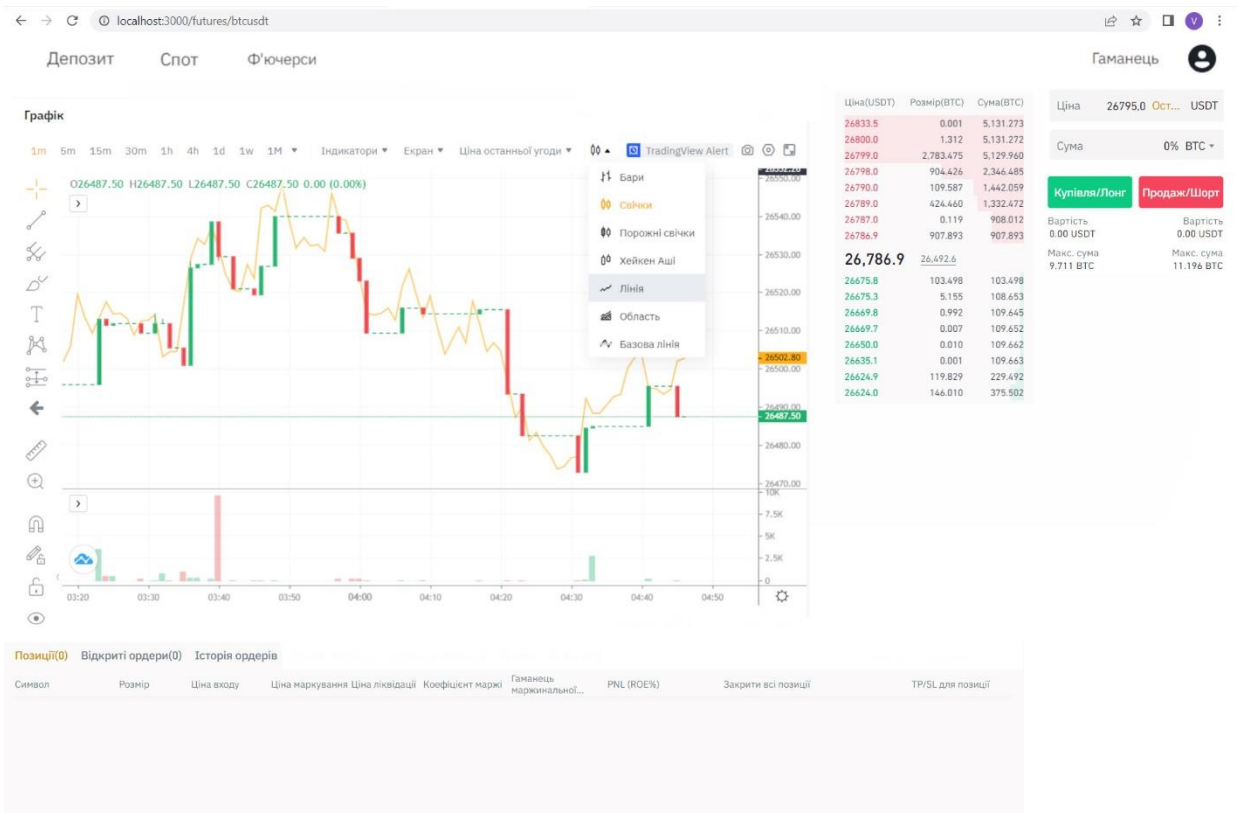 localhost:3000/futures/btcusdt
V
Депозит Спот Ф'ючерси Гаманець
Графік
1m 5m 15m 30m 1h 4h 1d 1w 1M Індикатори Екран Ціна останньої угоди TradingView Alert
O26487.50 H26487.50 L26487.50 C26487.50 0.00 (0.00%)
Бари
Свічки
Порожні свічки
Хейкен Аші
Лінія
Область
Базова лінія
26550.00
26540.00
26530.00
26520.00
26510.00
26502.80
26500.00
26490.00
26487.50
26480.00
26470.00
10K
7.5K
5K
2.5K
0
03:20 03:30 03:40 03:50 04:00 04:10 04:20 04:30 04:40 04:50
Ціна(USDT) Розмір(BTC) Сума(BTC)
26833.5 0.001 5,131.273
26800.0 1.312 5,131.272
26799.0 2,783.475 5,129.960
26798.0 904.426 2,346.485
26790.0 109.587 1,442.059
26789.0 424.460 1,332.472
26787.0 0.119 908.012
26786.9 907.893 907.893
26,786.9 26,492.6
26675.8 103.498 103.498
26675.3 5.155 108.653
26669.8 0.992 109.645
26669.7 0.007 109.652
26650.0 0.010 109.662
26635.1 0.001 109.663
26624.9 119.829 229.492
26624.0 146.010 375.502
Ціна 26795,0 Ост... USDT
Сума 0% BTC
Купівля/Лонг Продаж/Шорт
Вартість Вартість
0.00 USDT 0.00 USDT
Макс. сума Макс. сума
9.711 BTC 11.196 BTC
Позиції(0) Відкриті ордери(0) Історія ордерів
Символ Розмір Ціна входу Ціна маркування Ціна ліквідації Коефіцієнт маржі Гаманець маржинальної... PNL (ROE%) Закрити всі позиції TP/SL для позиції